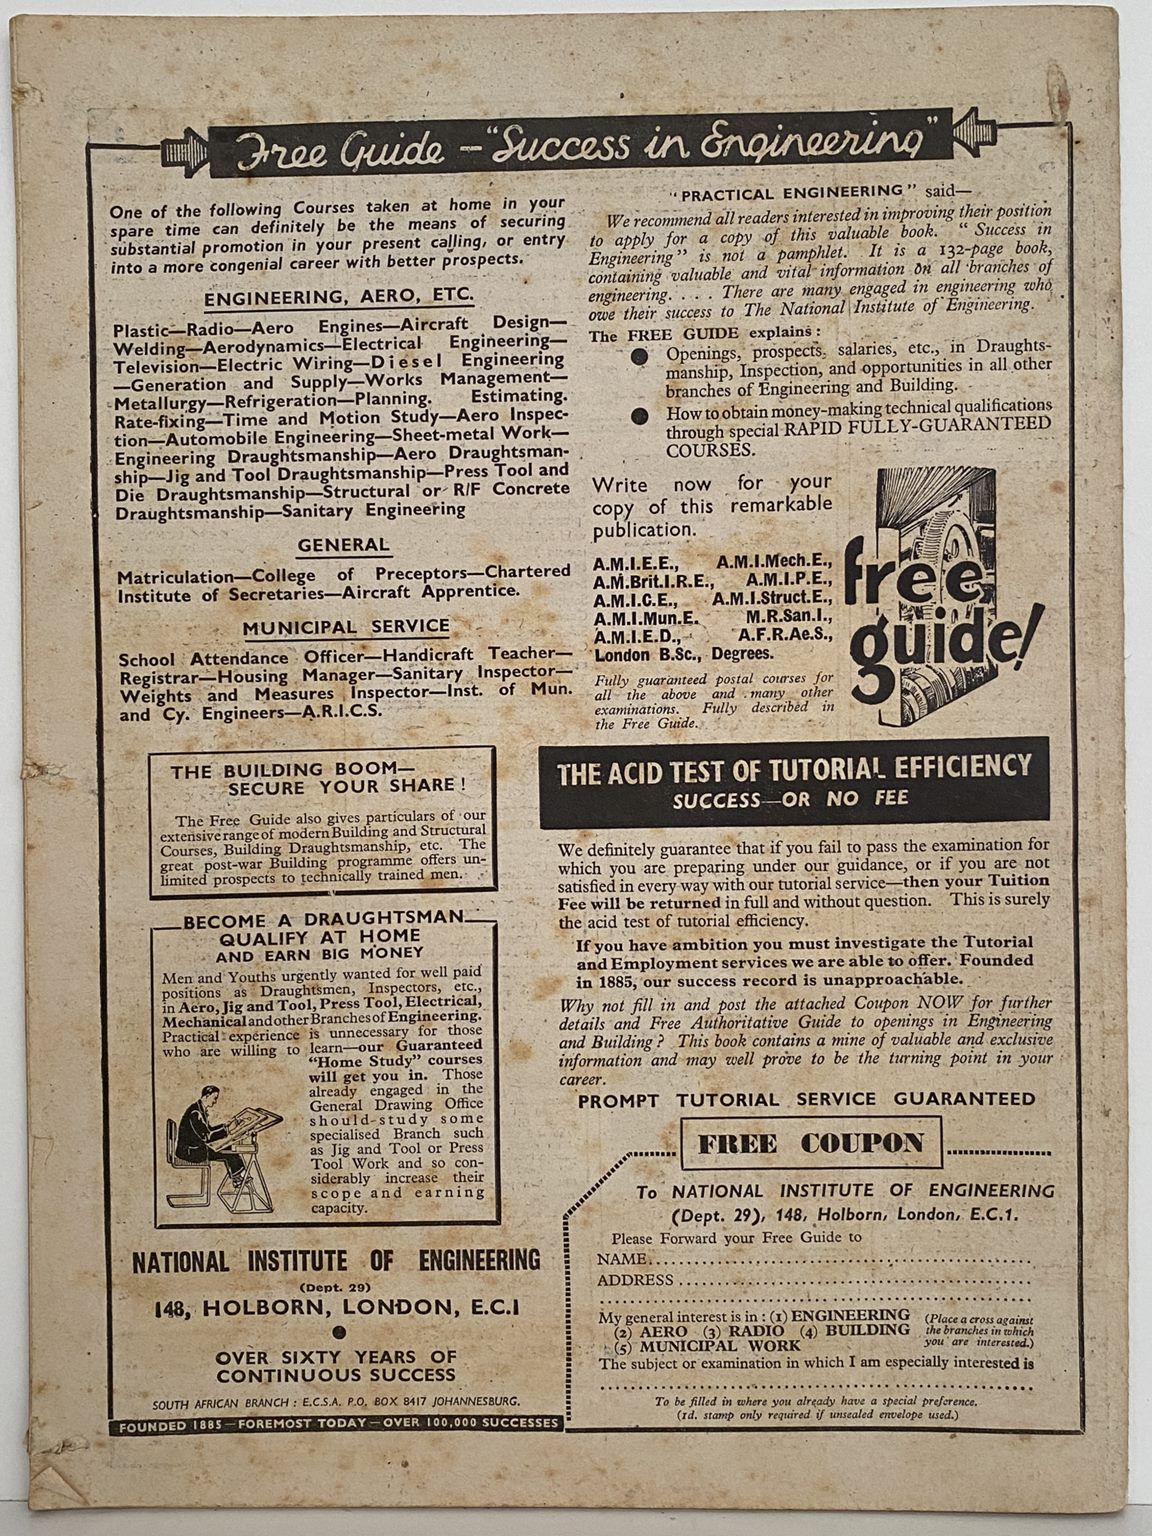 Free Guide – "Success in Engineering"
One of the following Courses taken at home in your
spare time can definitely be the means of securing
substantial promotion in your present calling, or entry
into a more congenial career with better prospects.
ENGINEERING, AERO, ETC.
Plastic—Radio—Aero Engines—Aircraft Design—
Welding—Aerodynamics—Electrical Engineering—
Television—Electric Wiring—Diesel Engineering
—Generation and Supply—Works Management—
Metallurgy—Refrigeration—Planning. Estimating.
Rate-fixing—Time and Motion Study—Aero Inspec-
tion—Automobile Engineering—Sheet-metal Work—
Engineering Draughtsmanship—Aero Draughtsman-
ship—Jig and Tool Draughtsmanship—Press Tool and
Die Draughtsmanship—Structural or R/F Concrete
Draughtsmanship—Sanitary Engineering
GENERAL
Matriculation—College of Preceptors—Chartered
Institute of Secretaries—Aircraft Apprentice.
MUNICIPAL SERVICE
School Attendance Officer—Handicraft Teacher—
Registrar—Housing Manager—Sanitary Inspector—
Weights and Measures Inspector—Inst. of Mun.
and Cy. Engineers—A.R.I.C.S.
THE BUILDING BOOM—
SECURE YOUR SHARE!
The Free Guide also gives particulars of our
extensive range of modern Building and Structural
Courses, Building Draughtsmanship, etc. The
great post-war Building programme offers un-
limited prospects to technically trained men.
BECOME A DRAUGHTSMAN
QUALIFY AT HOME
AND EARN BIG MONEY
Men and Youths urgently wanted for well paid
positions as Draughtsmen, Inspectors, etc.,
in Aero, Jig and Tool, Press Tool, Electrical,
Mechanical and other Branches of Engineering.
Practical experience is unnecessary for those
who are willing to learn—our Guaranteed
"Home Study" courses
will get you in. Those
already engaged in the
General Drawing Office
should study some
specialised Branch such
as Jig and Tool or Press
Tool Work and so con-
siderably increase their
scope and earning
capacity.
NATIONAL INSTITUTE OF ENGINEERING
(Dept. 29)
148, HOLBORN, LONDON, E.C.1
OVER SIXTY YEARS OF
CONTINUOUS SUCCESS
SOUTH AFRICAN BRANCH : E.C.S.A. P.O. BOX 8417 JOHANNESBURG.
FOUNDED 1885—FOREMOST TODAY—OVER 100,000 SUCCESSES
"PRACTICAL ENGINEERING" said—
We recommend all readers interested in improving their position
to apply for a copy of this valuable book. "Success in
Engineering" is not a pamphlet. It is a 132-page book,
containing valuable and vital information on all branches of
engineering. . . . There are many engaged in engineering who
owe their success to The National Institute of Engineering.
The FREE GUIDE explains:
● Openings, prospects, salaries, etc., in Draughts-
manship, Inspection, and opportunities in all other
branches of Engineering and Building.
● How to obtain money-making technical qualifications
through special RAPID FULLY-GUARANTEED
COURSES.
Write now for your
copy of this remarkable
publication.
A.M.I.E.E., A.M.I.Mech.E.,
A.M.Brit.I.R.E., A.M.I.P.E.,
A.M.I.C.E., A.M.I.Struct.E.,
A.M.I.Mun.E. M.R.San.I.,
A.M.I.E.D., A.F.R.Ae.S.,
London B.Sc., Degrees.
Fully guaranteed postal courses for
all the above and many other
examinations. Fully described in
the Free Guide.
free
guide!
THE ACID TEST OF TUTORIAL EFFICIENCY
SUCCESS—OR NO FEE
We definitely guarantee that if you fail to pass the examination for
which you are preparing under our guidance, or if you are not
satisfied in every way with our tutorial service—then your Tuition
Fee will be returned in full and without question. This is surely
the acid test of tutorial efficiency.
If you have ambition you must investigate the Tutorial
and Employment services we are able to offer. Founded
in 1885, our success record is unapproachable.
Why not fill in and post the attached Coupon NOW for further
details and Free Authoritative Guide to openings in Engineering
and Building? This book contains a mine of valuable and exclusive
information and may well prove to be the turning point in your
career.
PROMPT TUTORIAL SERVICE GUARANTEED
FREE COUPON
To NATIONAL INSTITUTE OF ENGINEERING
(Dept. 29), 148, Holborn, London, E.C.1.
Please Forward your Free Guide to
NAME
ADDRESS
My general interest is in : (1) ENGINEERING
(2) AERO (3) RADIO (4) BUILDING
(5) MUNICIPAL WORK
(Place a cross against
the branches in which
you are interested.)
The subject or examination in which I am especially interested is
To be filled in where you already have a special preference.
(1d. stamp only required if unsealed envelope used.)